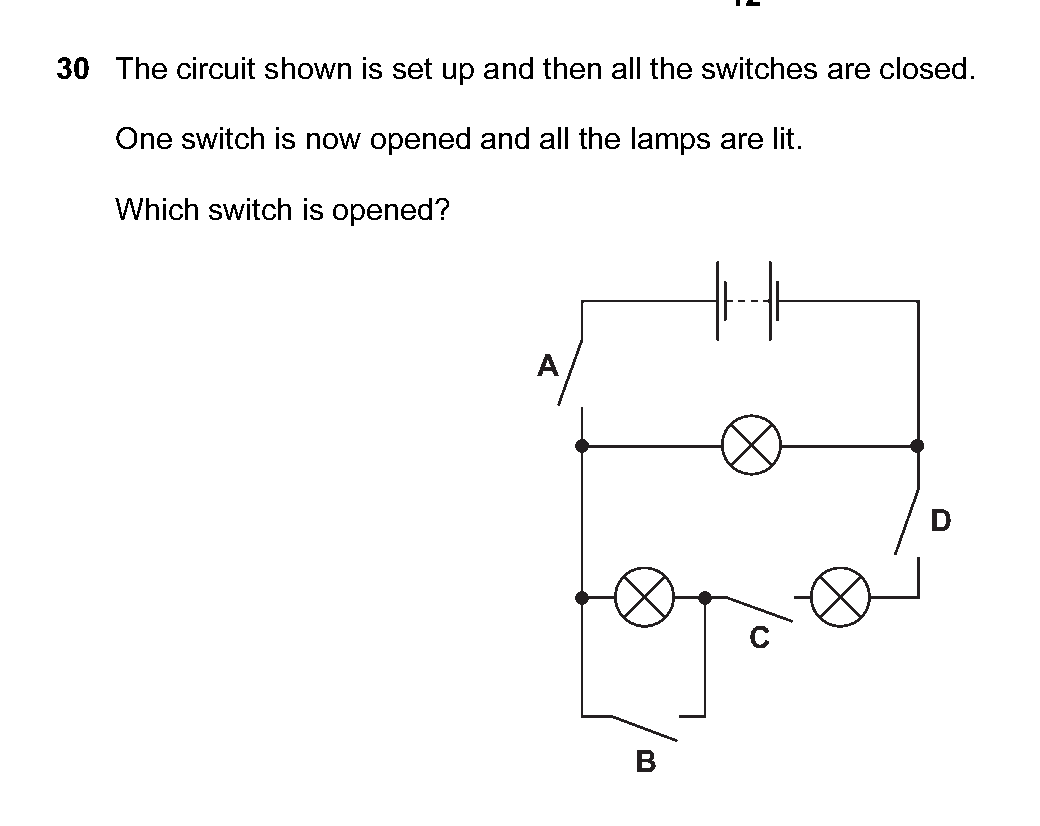 30 The circuit shown is set up and then all the switches are closed.
One switch is now opened and all the lamps are lit.
Which switch is opened?
A
D
C
B